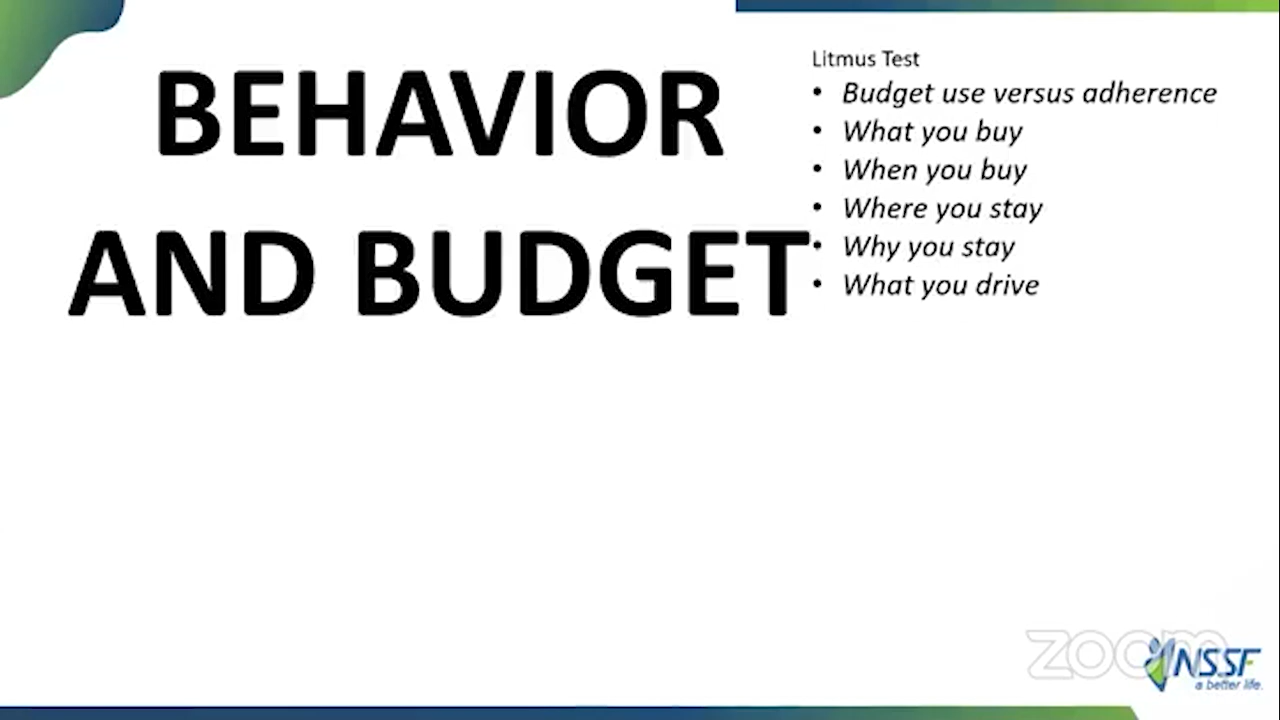 BEHAVIOR
AND BUDGET
Litmus Test
• Budget use versus adherence
• What you buy
• When you buy
• Where you stay
• Why you stay
• What you drive
zoom
NSSF
a better life.